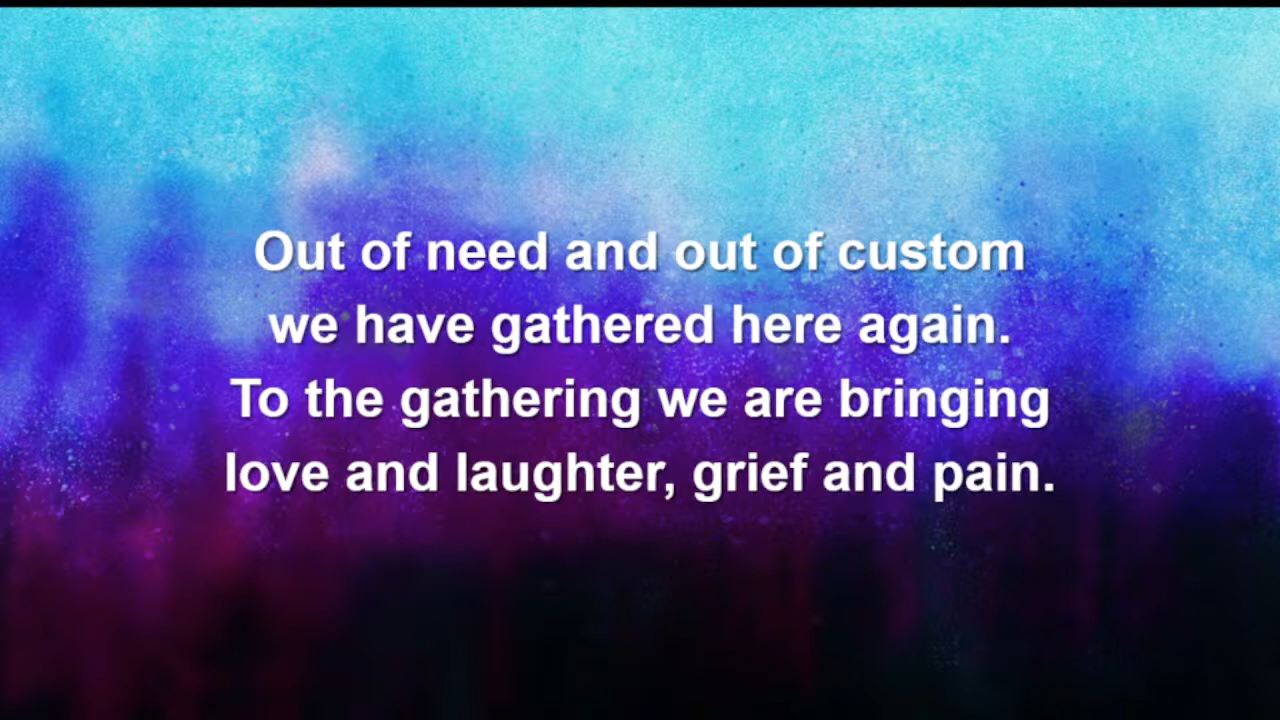 Out of need and out of custom
we have gathered here again.
To the gathering we are bringing
love and laughter, grief and pain.